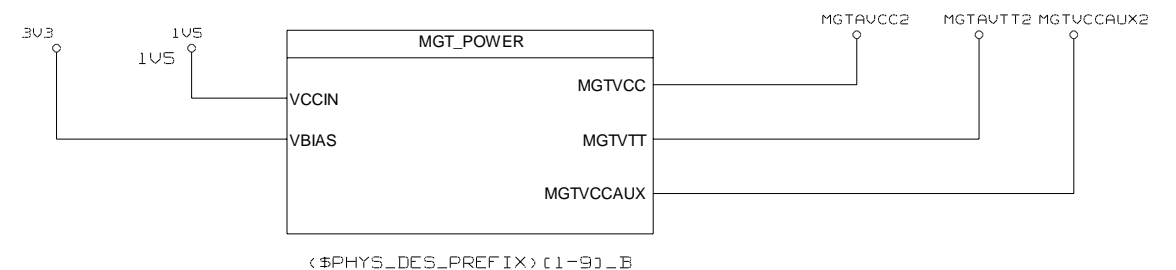 MGTAVCC2 MGTAVTT2 MGTVCCAUX2
3V3 1V5
1V5
MGT_POWER
MGTVCC
VCCIN
VBIAS MGTVTT
MGTVCCAUX
($PHYS_DES_PREFIX)[1-9]_B